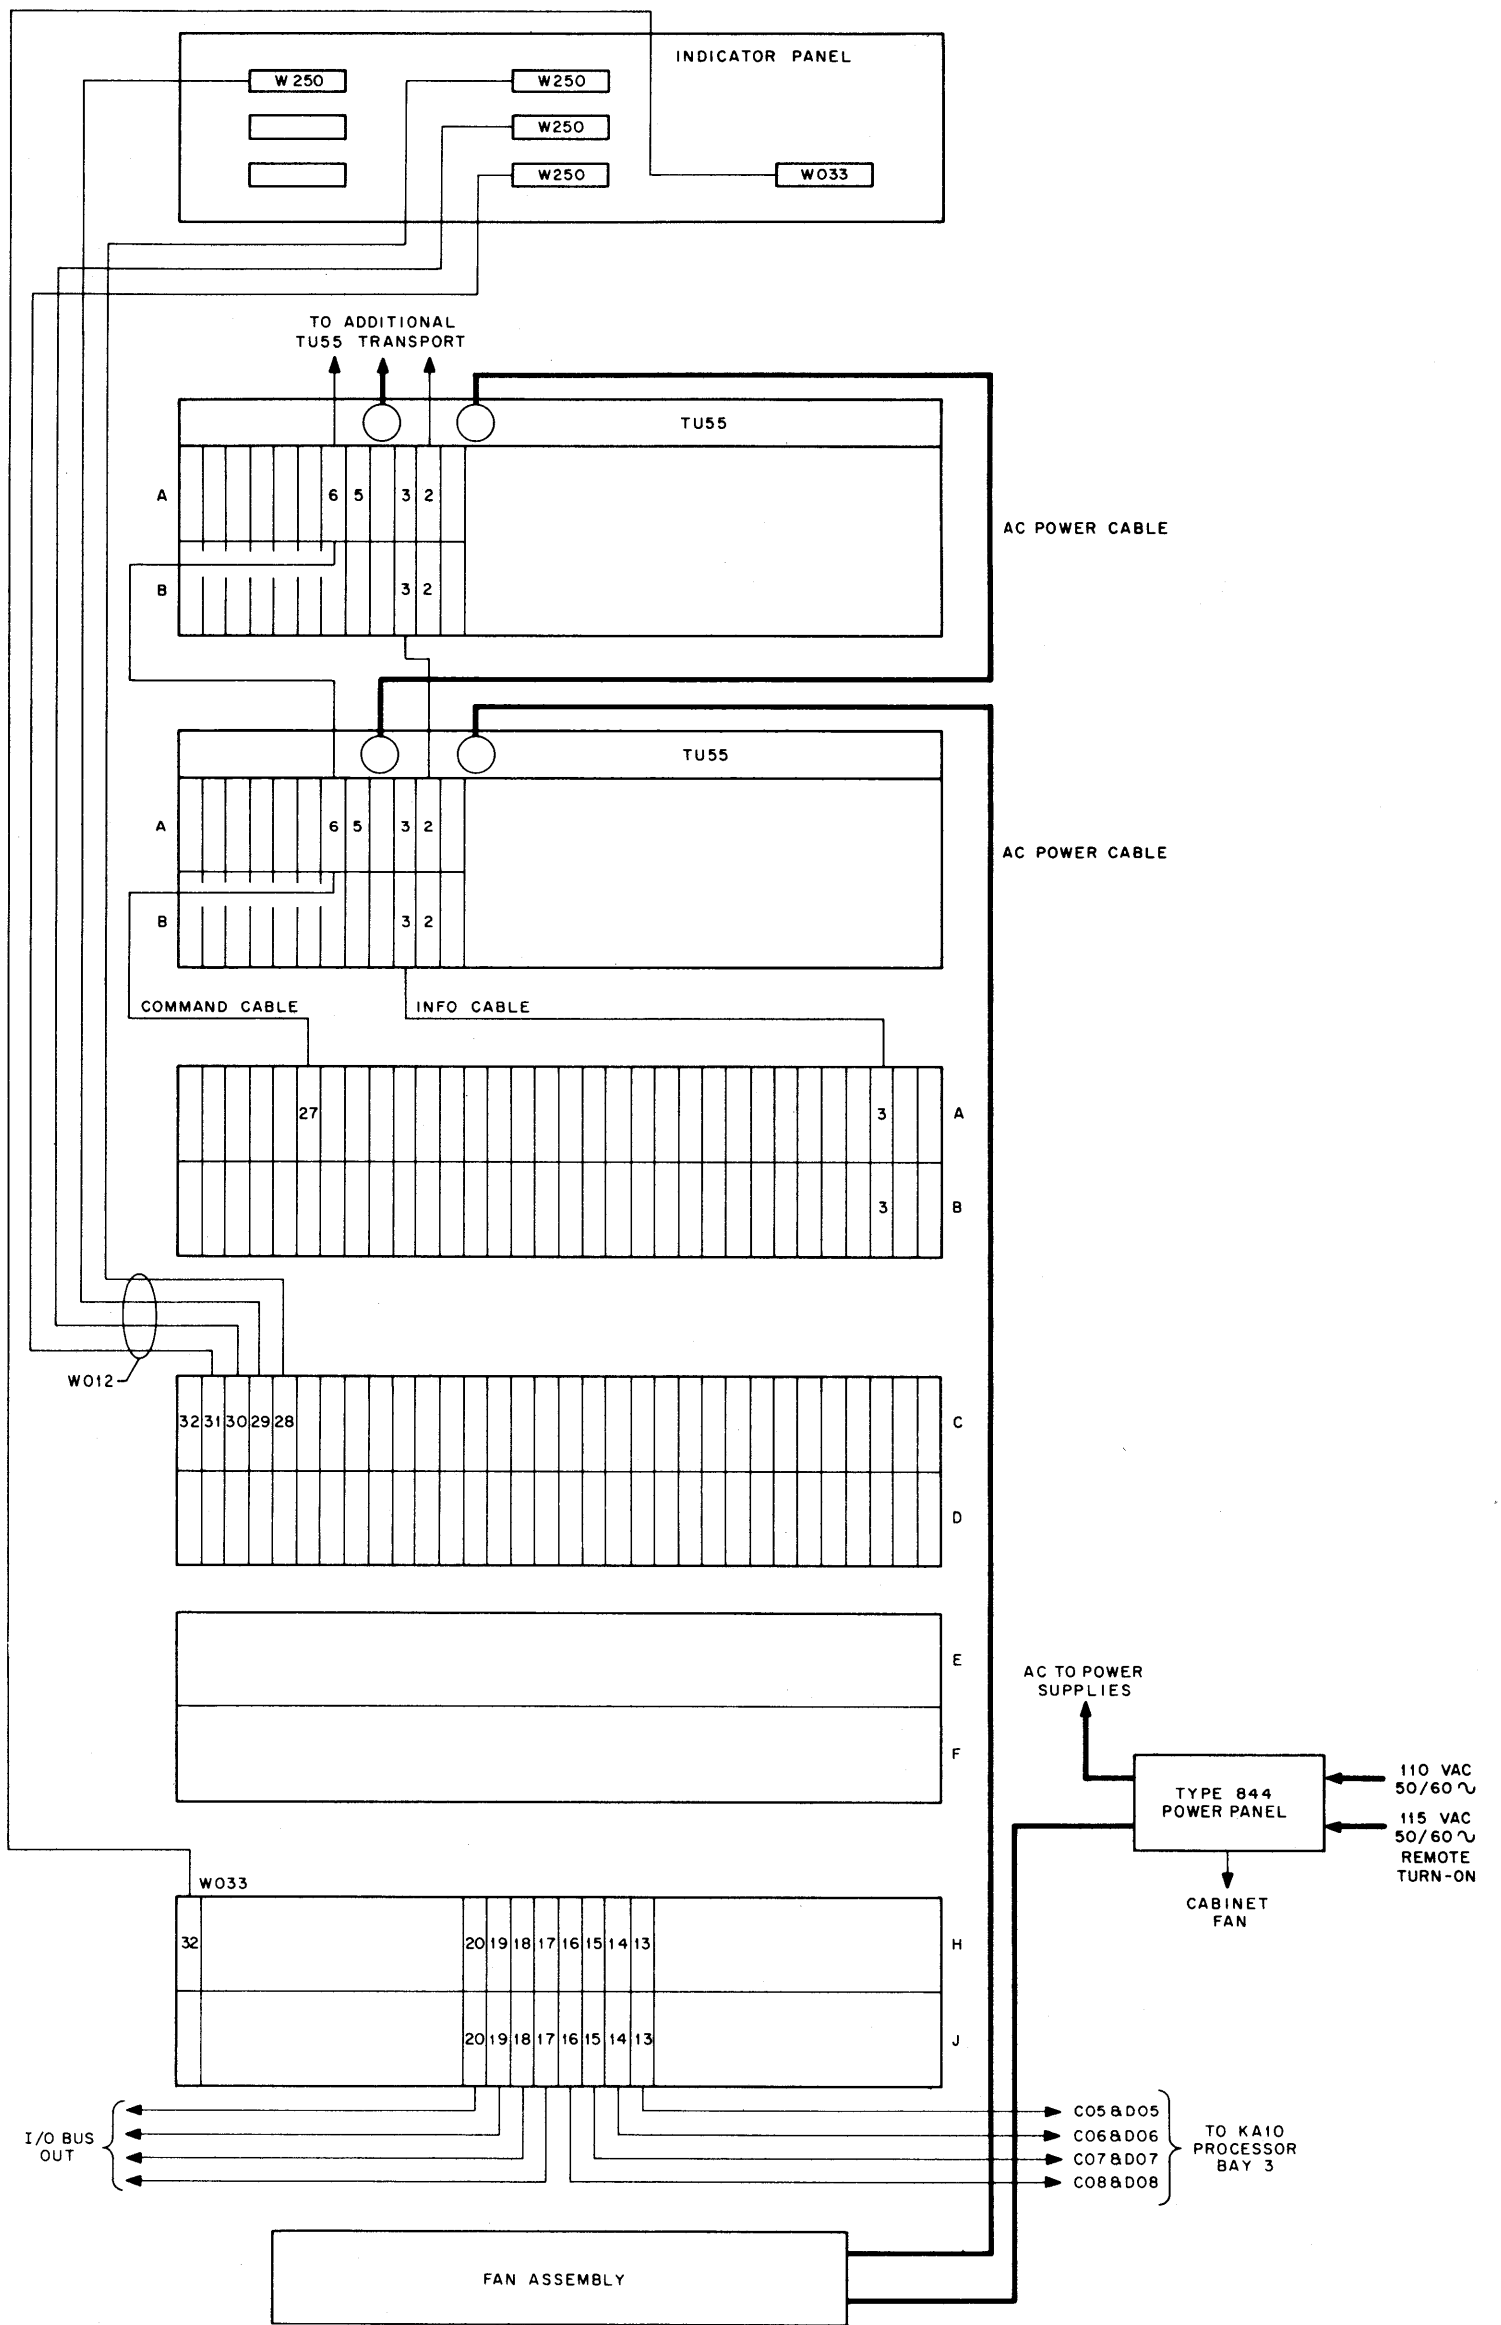 INDICATOR PANEL
W250 W250
W250
W250 W033
TO ADDITIONAL
TU55 TRANSPORT
TU55
A 6 5 3 2
AC POWER CABLE
B 3 2
TU55
A 6 5 3 2
AC POWER CABLE
B 3 2
COMMAND CABLE INFO CABLE
27 3 A
3 B
W012
32 31 30 29 28 C
D
E
F
AC TO POWER
SUPPLIES
TYPE 844
POWER PANEL
110 VAC
50/60∿
115 VAC
50/60∿
REMOTE
TURN-ON
CABINET
FAN
W033
32 20 19 18 17 16 15 14 13 H
20 19 18 17 16 15 14 13 J
I/O BUS
OUT
C05&D05
C06&D06
C07&D07
C08&D08
TO KA10
PROCESSOR
BAY 3
FAN ASSEMBLY